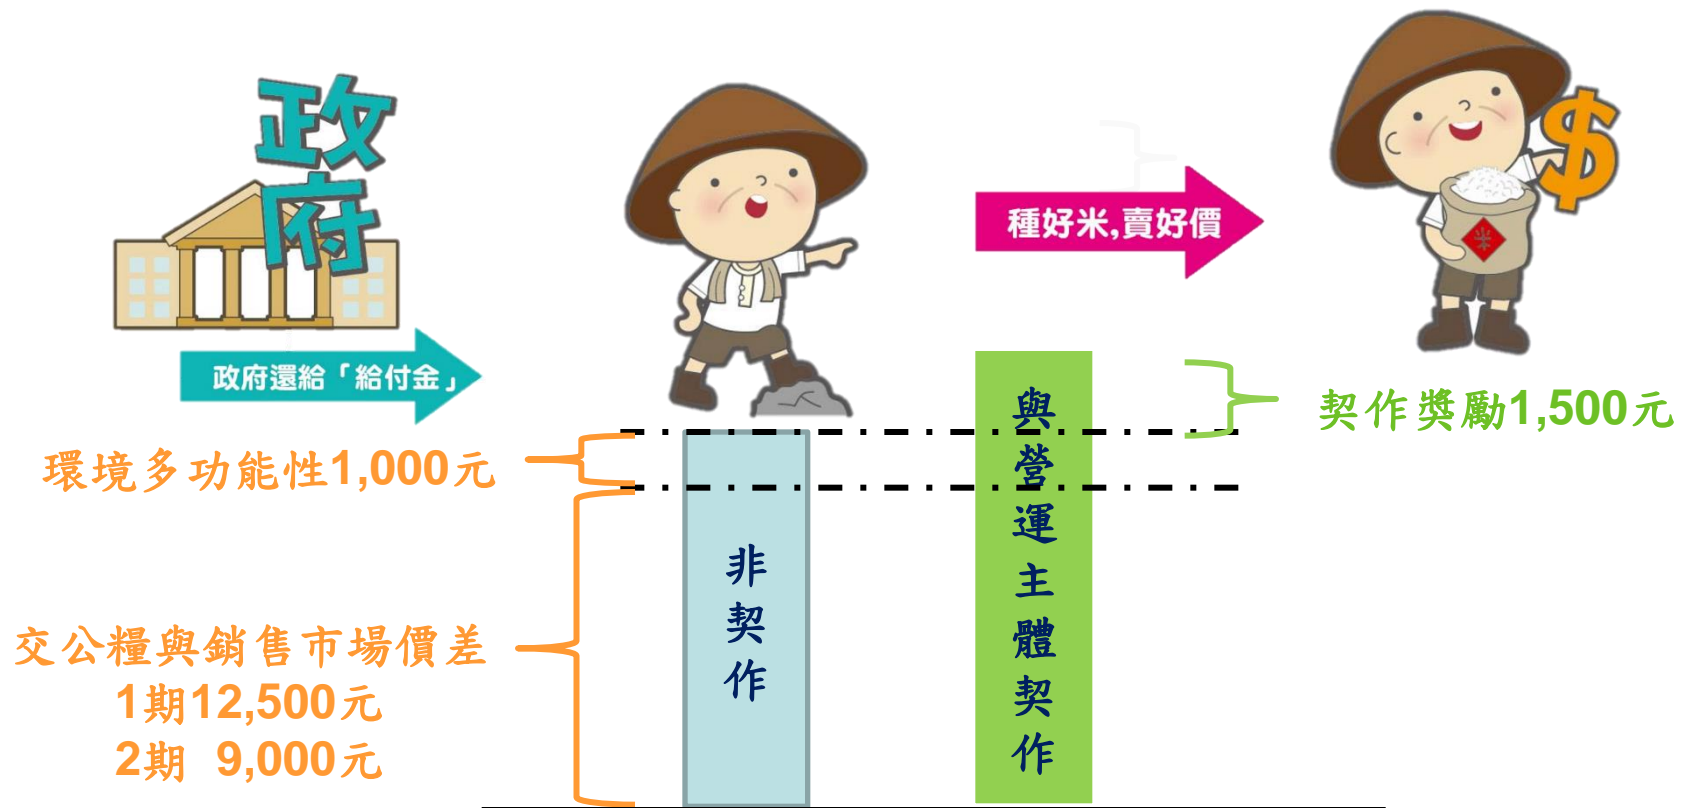 政府
政府還給「給付金」
種好米,賣好價
米
契作獎勵1,500元
環境多功能性1,000元
交公糧與銷售市場價差
1期12,500元
2期 9,000元
非契作
與營運主體契作
$